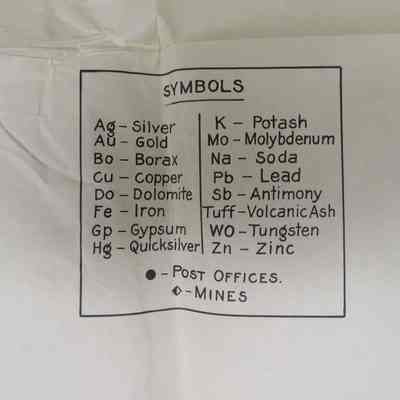 SYMBOLS
Ag - Silver
Au - Gold
Bo - Borax
Cu - Copper
Do - Dolomite
Fe - Iron
Gp - Gypsum
Hg - Quicksilver
K - Potash
Mo - Molybdenum
Na - Soda
Pb - Lead
Sb - Antimony
Tuff - Volcanic Ash
WO - Tungsten
Zn - Zinc
● - POST OFFICES.
- MINES